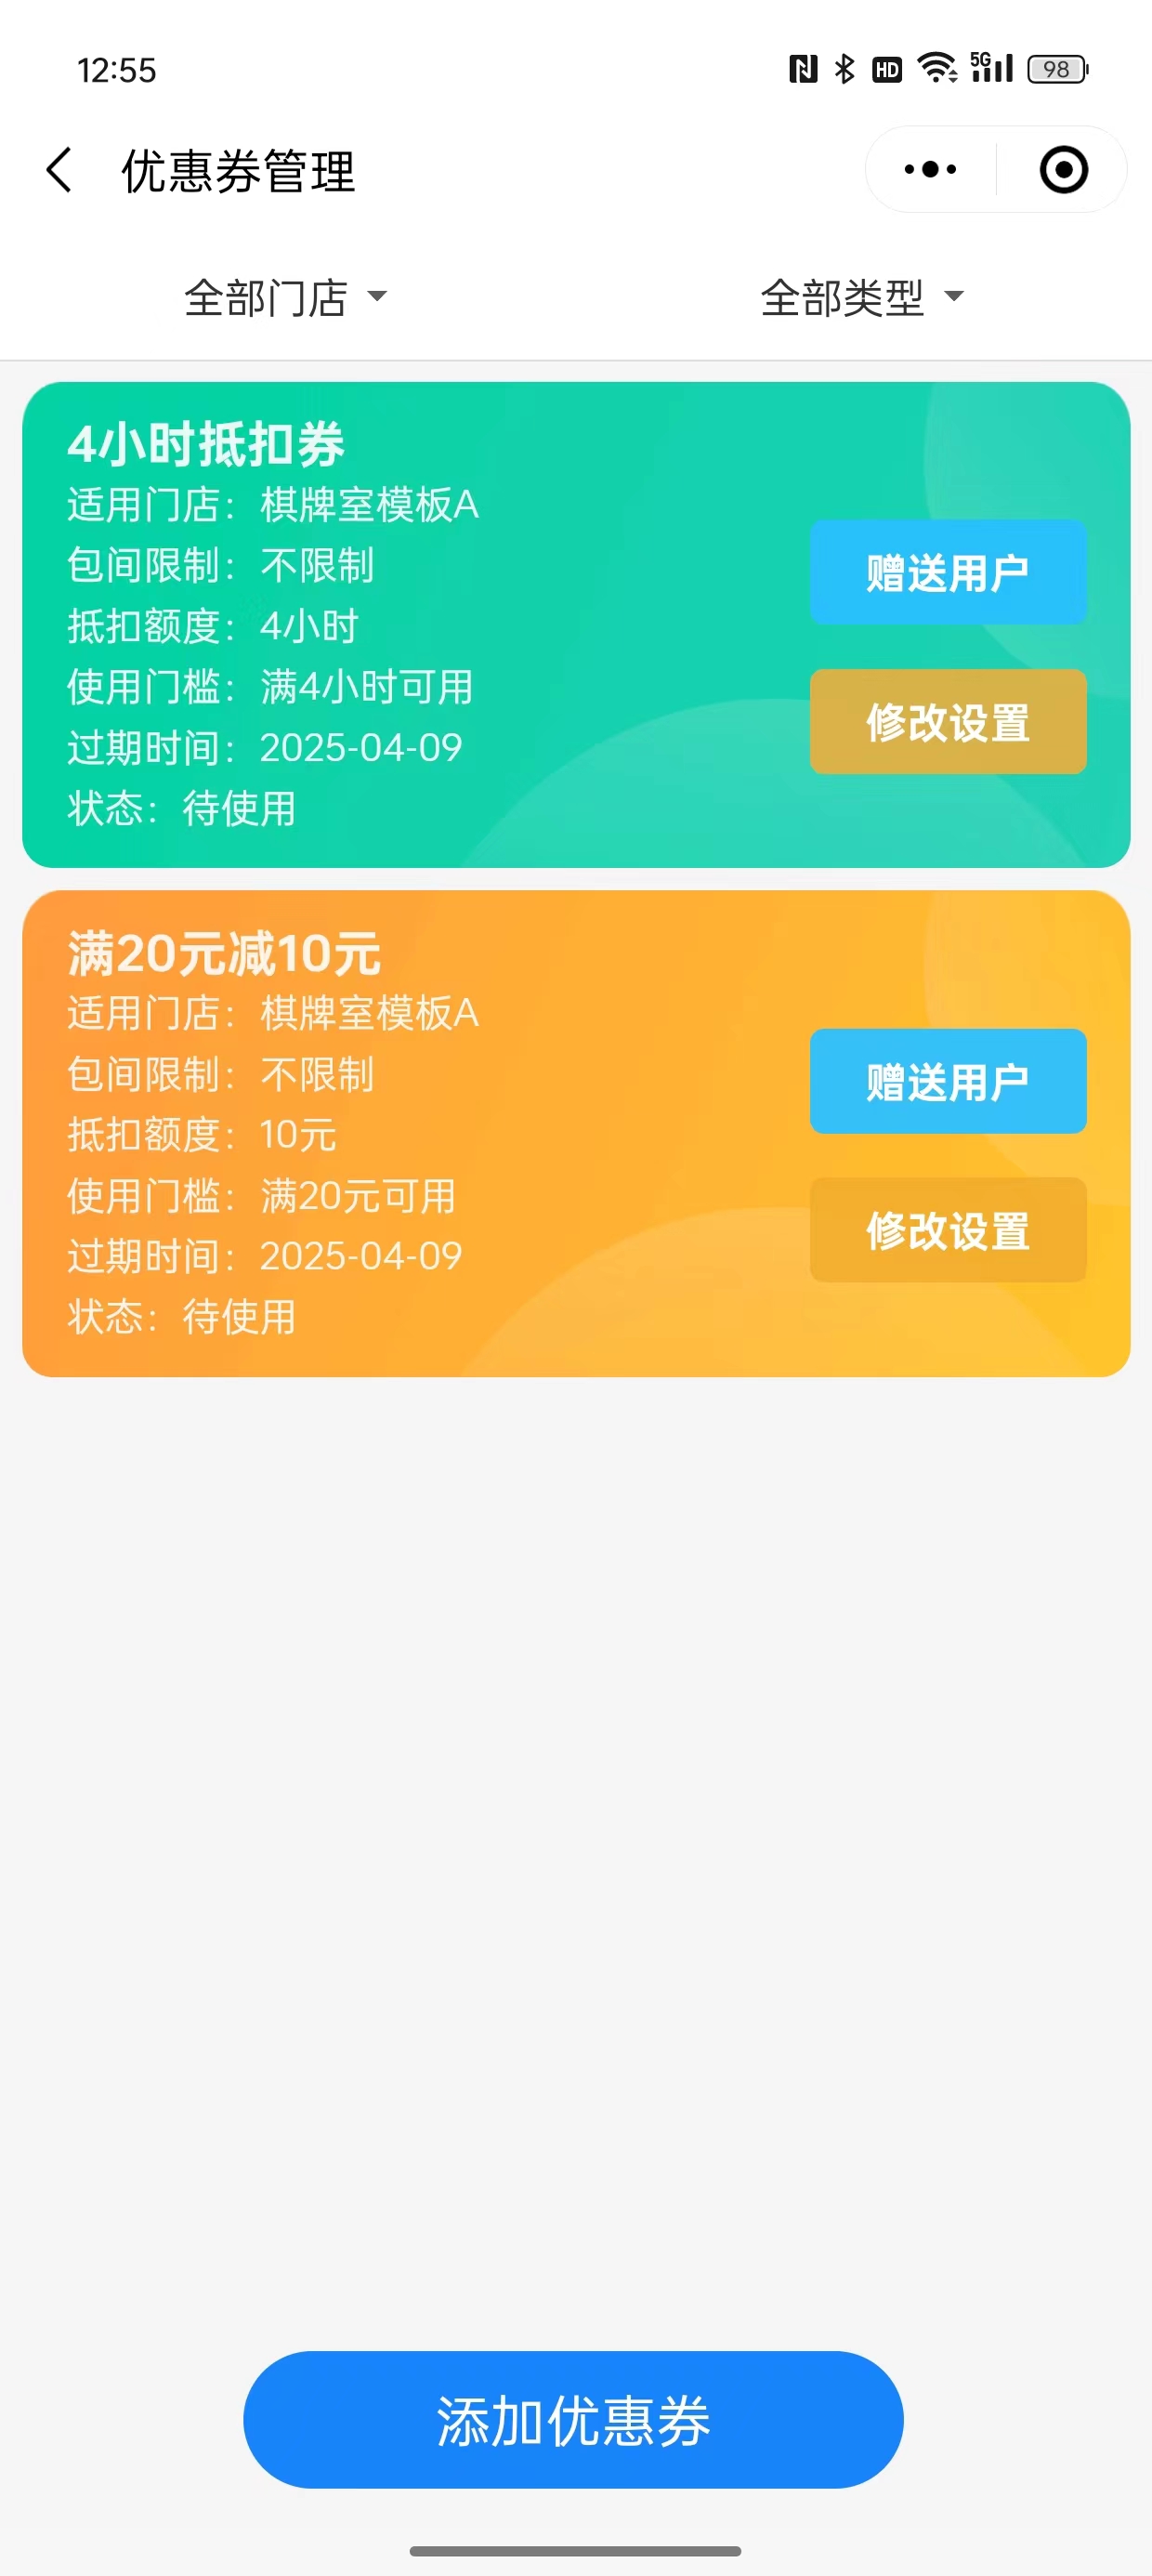 12:55
HD 5G 98
优惠券管理
全部门店 全部类型
4小时抵扣券
适用门店：棋牌室模板A
包间限制：不限制
抵扣额度：4小时
使用门槛：满4小时可用
过期时间：2025-04-09
状态：待使用
赠送用户
修改设置
满20元减10元
适用门店：棋牌室模板A
包间限制：不限制
抵扣额度：10元
使用门槛：满20元可用
过期时间：2025-04-09
状态：待使用
赠送用户
修改设置
添加优惠券